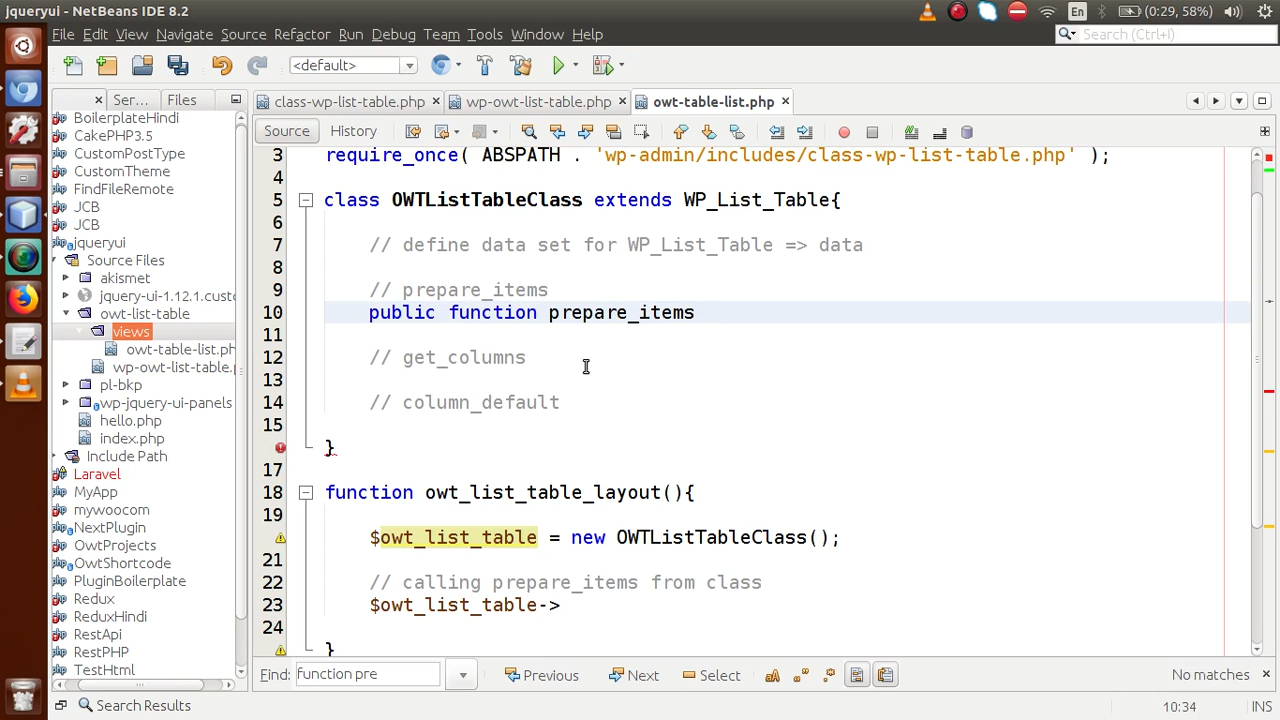 jqueryui - NetBeans IDE 8.2
En
(0:29, 58%)
File Edit View Navigate Source Refactor Run Debug Team Tools Window Help
Search (Ctrl+I)
<default>
Ser...
Files
class-wp-list-table.php
wp-owt-list-table.php
owt-table-list.php
Source
History
BoilerplateHindi
CakePHP3.5
CustomPostType
CustomTheme
FindFileRemote
JCB
JCB
jqueryui
Source Files
akismet
jquery-ui-1.12.1.custo
owt-list-table
views
owt-table-list.ph
wp-owt-list-table.
pl-bkp
wp-jquery-ui-panels
hello.php
index.php
Include Path
Laravel
MyApp
mywoocom
NextPlugin
OwtProjects
OwtShortcode
PluginBoilerplate
Redux
ReduxHindi
RestApi
RestPHP
TestHtml
3 require_once( ABSPATH . 'wp-admin/includes/class-wp-list-table.php' );
4
5 class OWTListTableClass extends WP_List_Table{
6
7 // define data set for WP_List_Table => data
8
9 // prepare_items
10 public function prepare_items
11
12 // get_columns
13
14 // column_default
15
}
17
18 function owt_list_table_layout(){
19
$owt_list_table = new OWTListTableClass();
21
22 // calling prepare_items from class
23 $owt_list_table->
24
}
Find: function pre
Previous
Next
Select
No matches
Search Results
10:34
INS